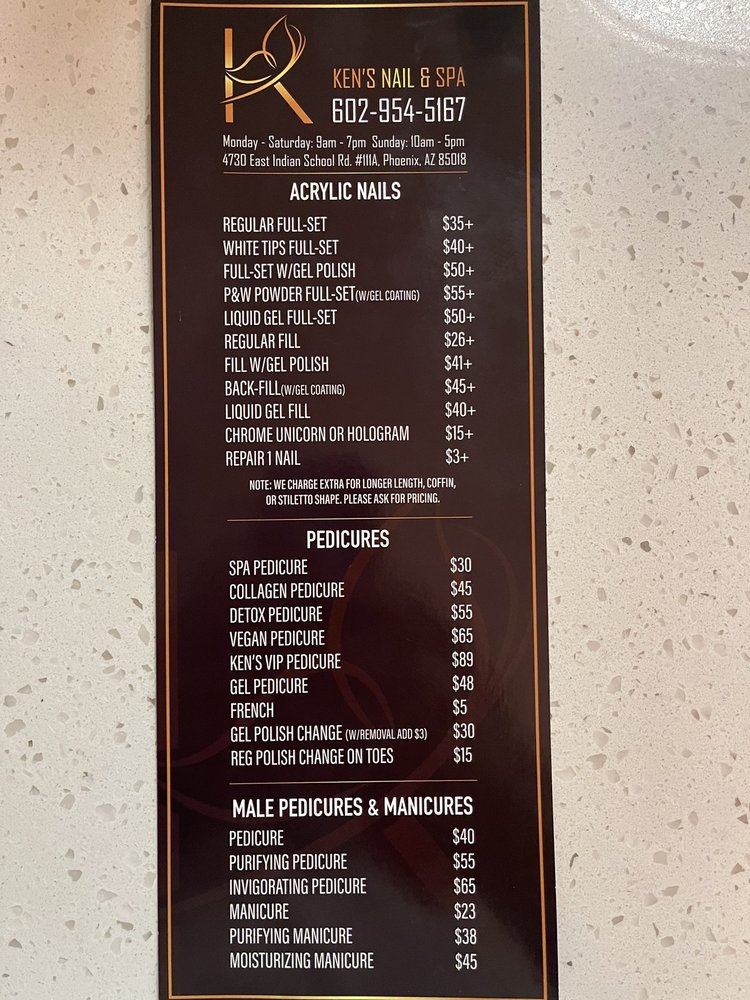 KEN'S NAIL & SPA
602-954-5167
Monday - Saturday: 9am - 7pm Sunday: 10am - 5pm
4730 East Indian School Rd. #111A, Phoenix, AZ 85018
ACRYLIC NAILS
REGULAR FULL-SET $35+
WHITE TIPS FULL-SET $40+
FULL-SET W/GEL POLISH $50+
P&W POWDER FULL-SET(W/GEL COATING) $55+
LIQUID GEL FULL-SET $50+
REGULAR FILL $26+
FILL W/GEL POLISH $41+
BACK-FILL(W/GEL COATING) $45+
LIQUID GEL FILL $40+
CHROME UNICORN OR HOLOGRAM $15+
REPAIR 1 NAIL $3+
NOTE: WE CHARGE EXTRA FOR LONGER LENGTH, COFFIN,
OR STILETTO SHAPE. PLEASE ASK FOR PRICING.
PEDICURES
SPA PEDICURE $30
COLLAGEN PEDICURE $45
DETOX PEDICURE $55
VEGAN PEDICURE $65
KEN'S VIP PEDICURE $89
GEL PEDICURE $48
FRENCH $5
GEL POLISH CHANGE (W/REMOVAL ADD $3) $30
REG POLISH CHANGE ON TOES $15
MALE PEDICURES & MANICURES
PEDICURE $40
PURIFYING PEDICURE $55
INVIGORATING PEDICURE $65
MANICURE $23
PURIFYING MANICURE $38
MOISTURIZING MANICURE $45